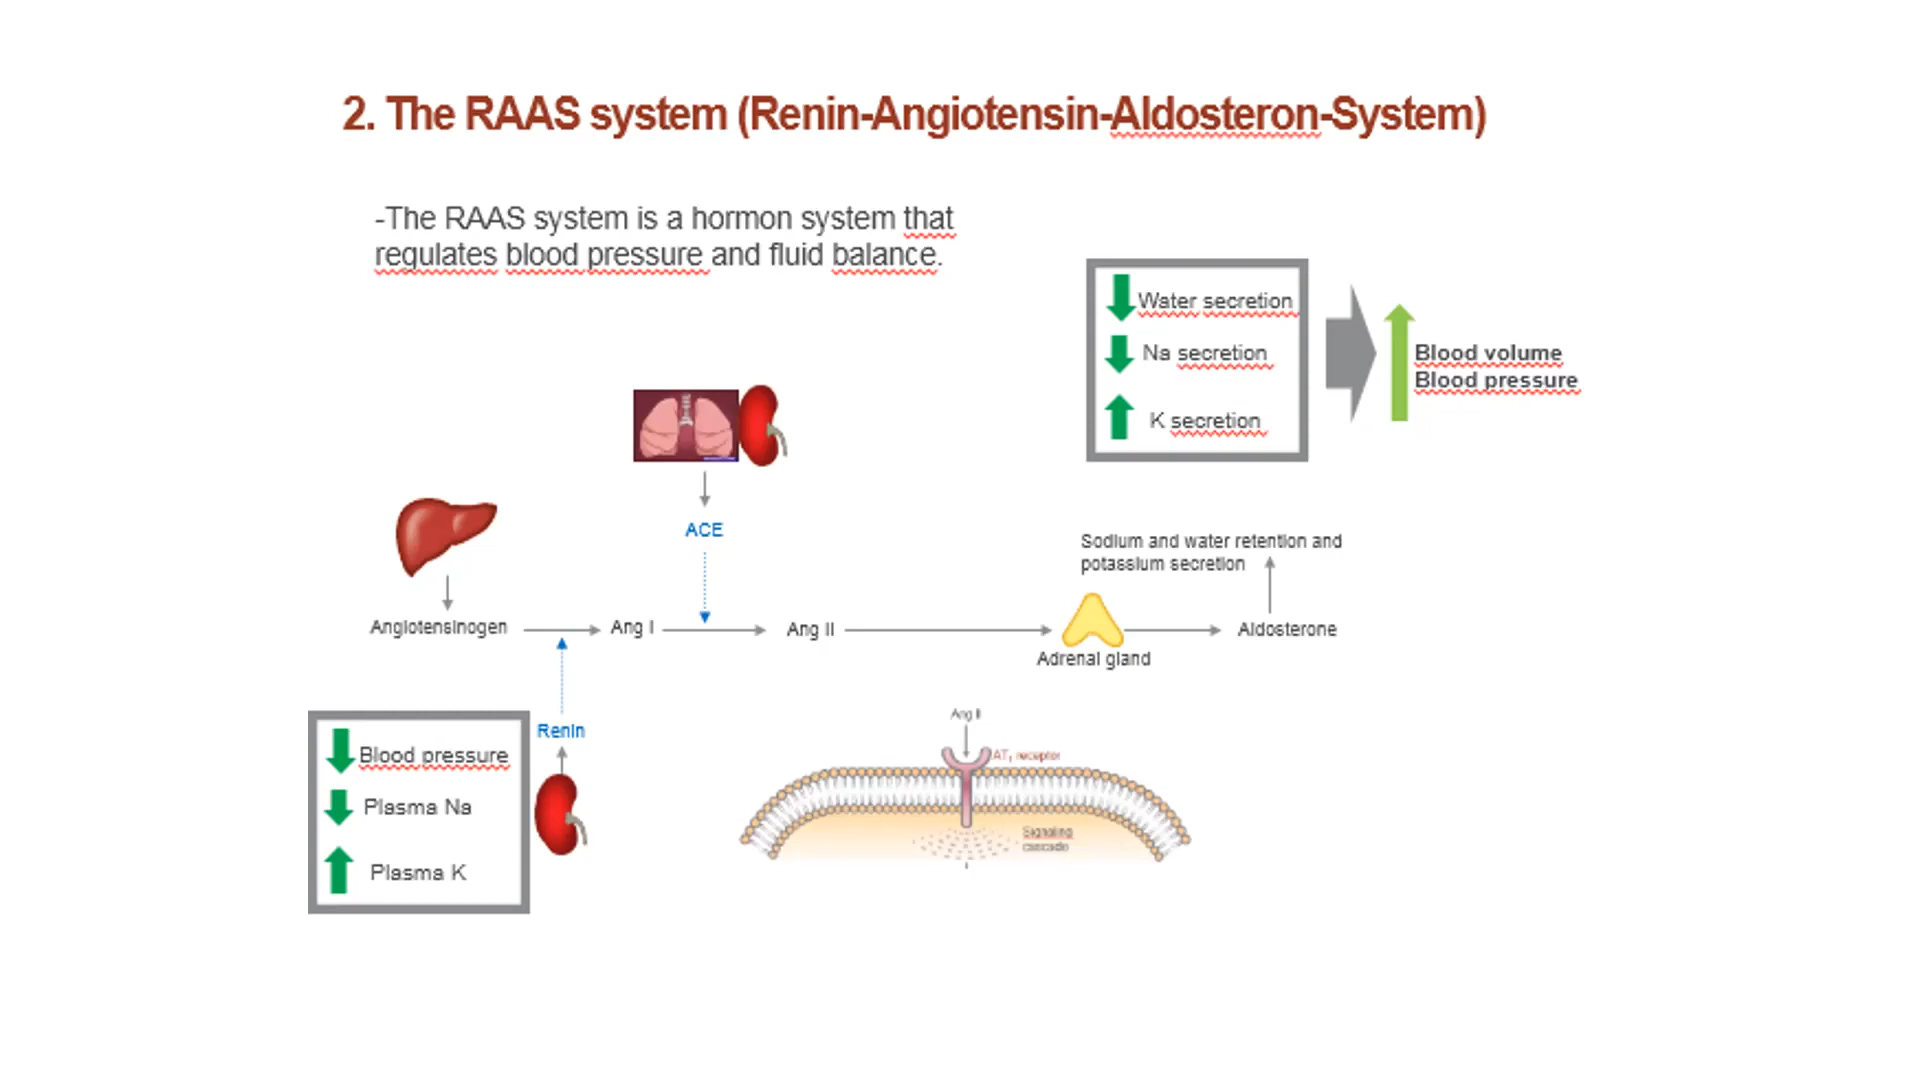 2. The RAAS system (Renin-Angiotensin-Aldosteron-System)
-The RAAS system is a hormon system that
regulates blood pressure and fluid balance.
Water secretion
Na secretion
K secretion
Blood volume
Blood pressure
ACE
Sodium and water retention and
potassium secretion
Angiotensinogen
Ang I
Ang II
Adrenal gland
Aldosterone
Renin
Blood pressure
Plasma Na
Plasma K
Ang II
AT₁ receptor
Signaling
cascade